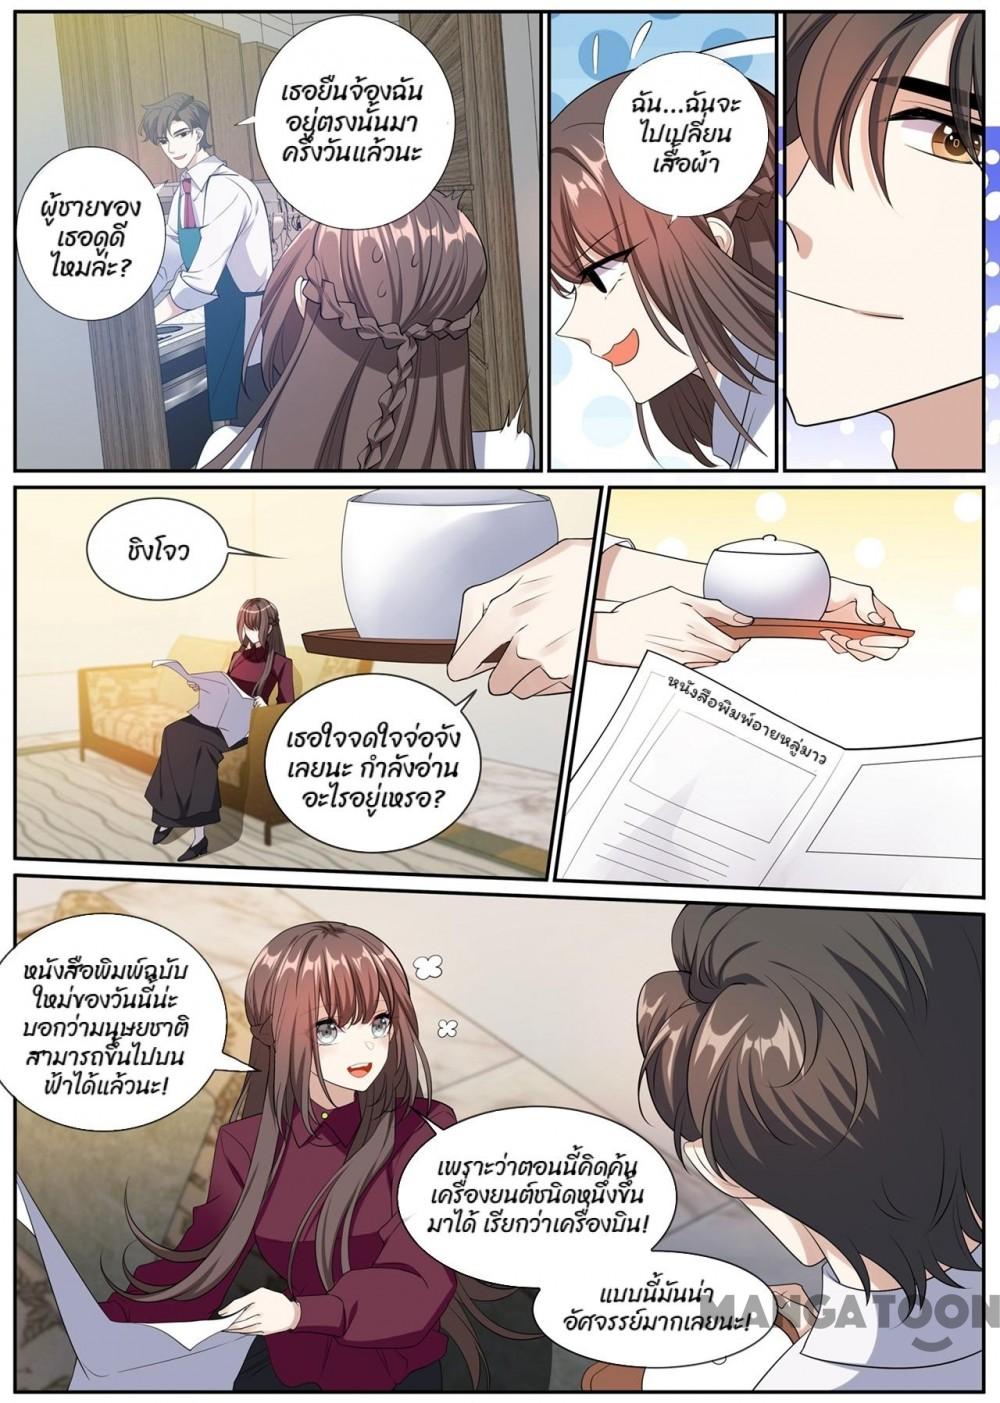 เธอยืนจ้องฉัน
อยู่ตรงนั้นมา
ครึ่งวันแล้วนะ
ผู้ชายของ
เธอดูดี
ไหมล่ะ?
ฉัน...ฉันจะ
ไปเปลี่ยน
เสื้อผ้า
ชิงโจว
เธอใจจดใจจ่อจัง
เลยนะ กำลังอ่าน
อะไรอยู่เหรอ?
หนังสือพิมพ์อายหลู่มาว
หนังสือพิมพ์ฉบับ
ใหม่ของวันนี้น่ะ
บอกว่ามนุษยชาติ
สามารถขึ้นไปบน
ฟ้าได้แล้วนะ!
เพราะว่าตอนนี้คิดค้น
เครื่องยนต์ชนิดหนึ่งขึ้น
มาได้ เรียกว่าเครื่องบิน!
แบบนี้มันน่า
อัศจรรย์มากเลยนะ!
MANGATOON